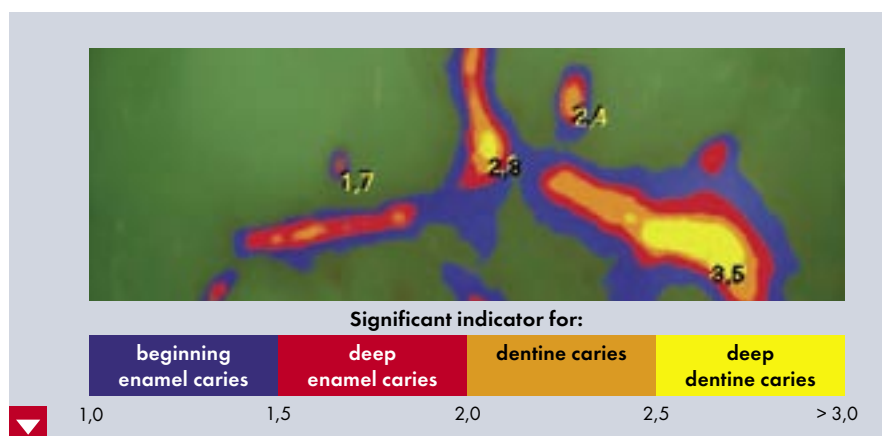 2,4
2,8
1,7
3,5
Significant indicator for:
beginning deep dentine caries deep
enamel caries enamel caries dentine caries
1,0 1,5 2,0 2,5 > 3,0